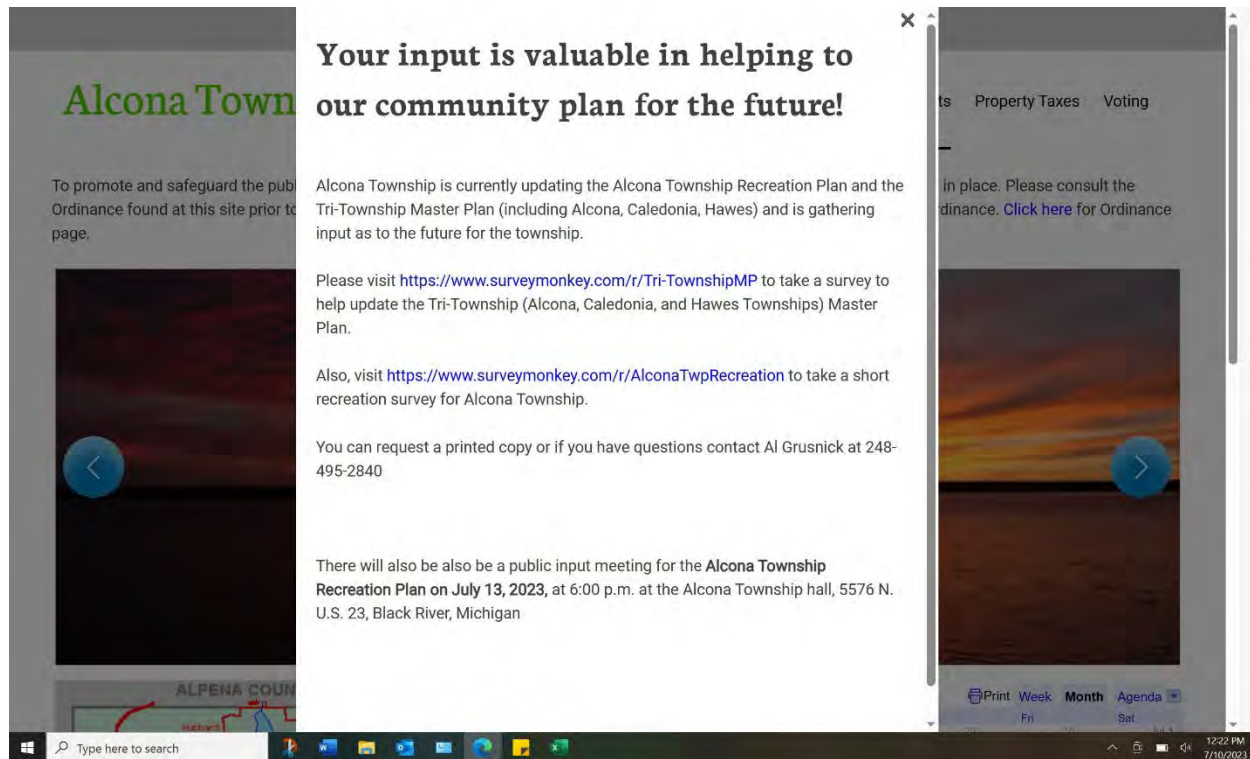 Your input is valuable in helping to
our community plan for the future!
Alcona Town
ts Property Taxes Voting
To promote and safeguard the publ
in place. Please consult the
Ordinance found at this site prior to
rdinance. Click here for Ordinance
page.
Alcona Township is currently updating the Alcona Township Recreation Plan and the
Tri-Township Master Plan (including Alcona, Caledonia, Hawes) and is gathering
input as to the future for the township.
Please visit https://www.surveymonkey.com/r/Tri-TownshipMP to take a survey to
help update the Tri-Township (Alcona, Caledonia, and Hawes Townships) Master
Plan.
Also, visit https://www.surveymonkey.com/r/AlconaTwpRecreation to take a short
recreation survey for Alcona Township.
You can request a printed copy or if you have questions contact Al Grusnick at 248-
495-2840
There will also be also be a public input meeting for the Alcona Township
Recreation Plan on July 13, 2023, at 6:00 p.m. at the Alcona Township hall, 5576 N.
U.S. 23, Black River, Michigan
ALPENA COUN
Print Week Month Agenda
Fri Sat
Type here to search
12:22 PM
7/10/2023